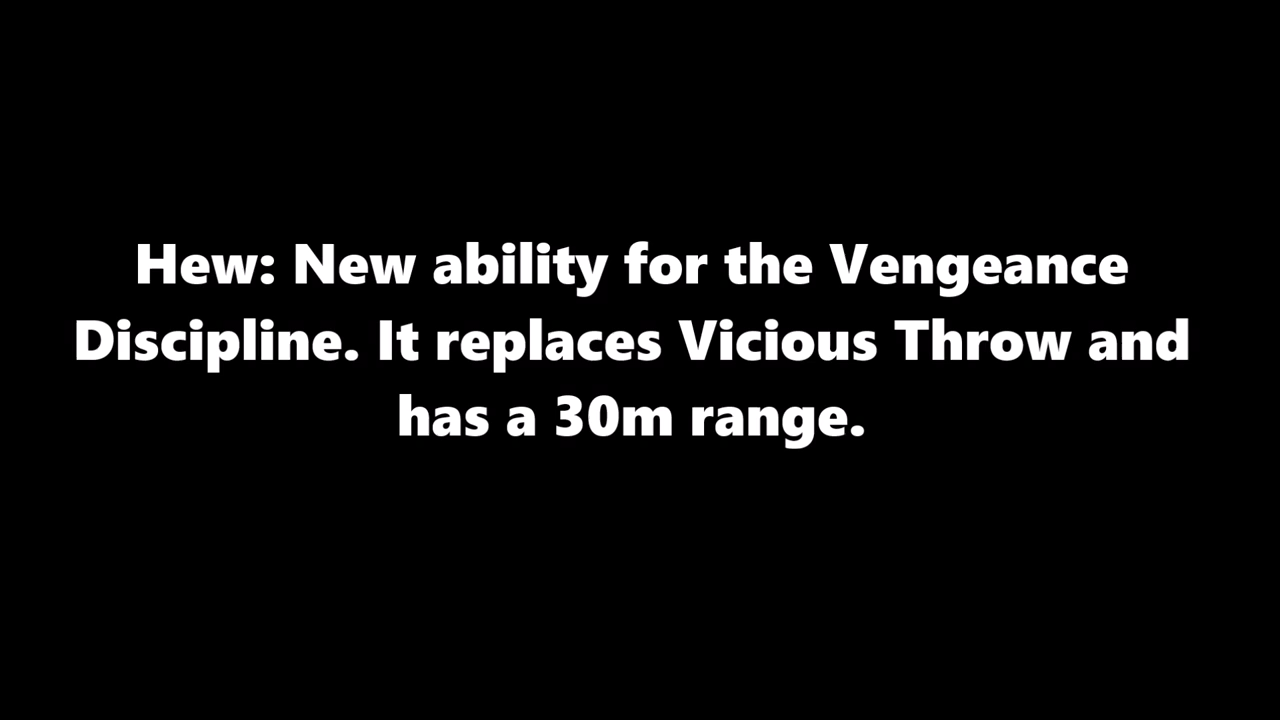 Hew: New ability for the Vengeance
Discipline. It replaces Vicious Throw and
has a 30m range.